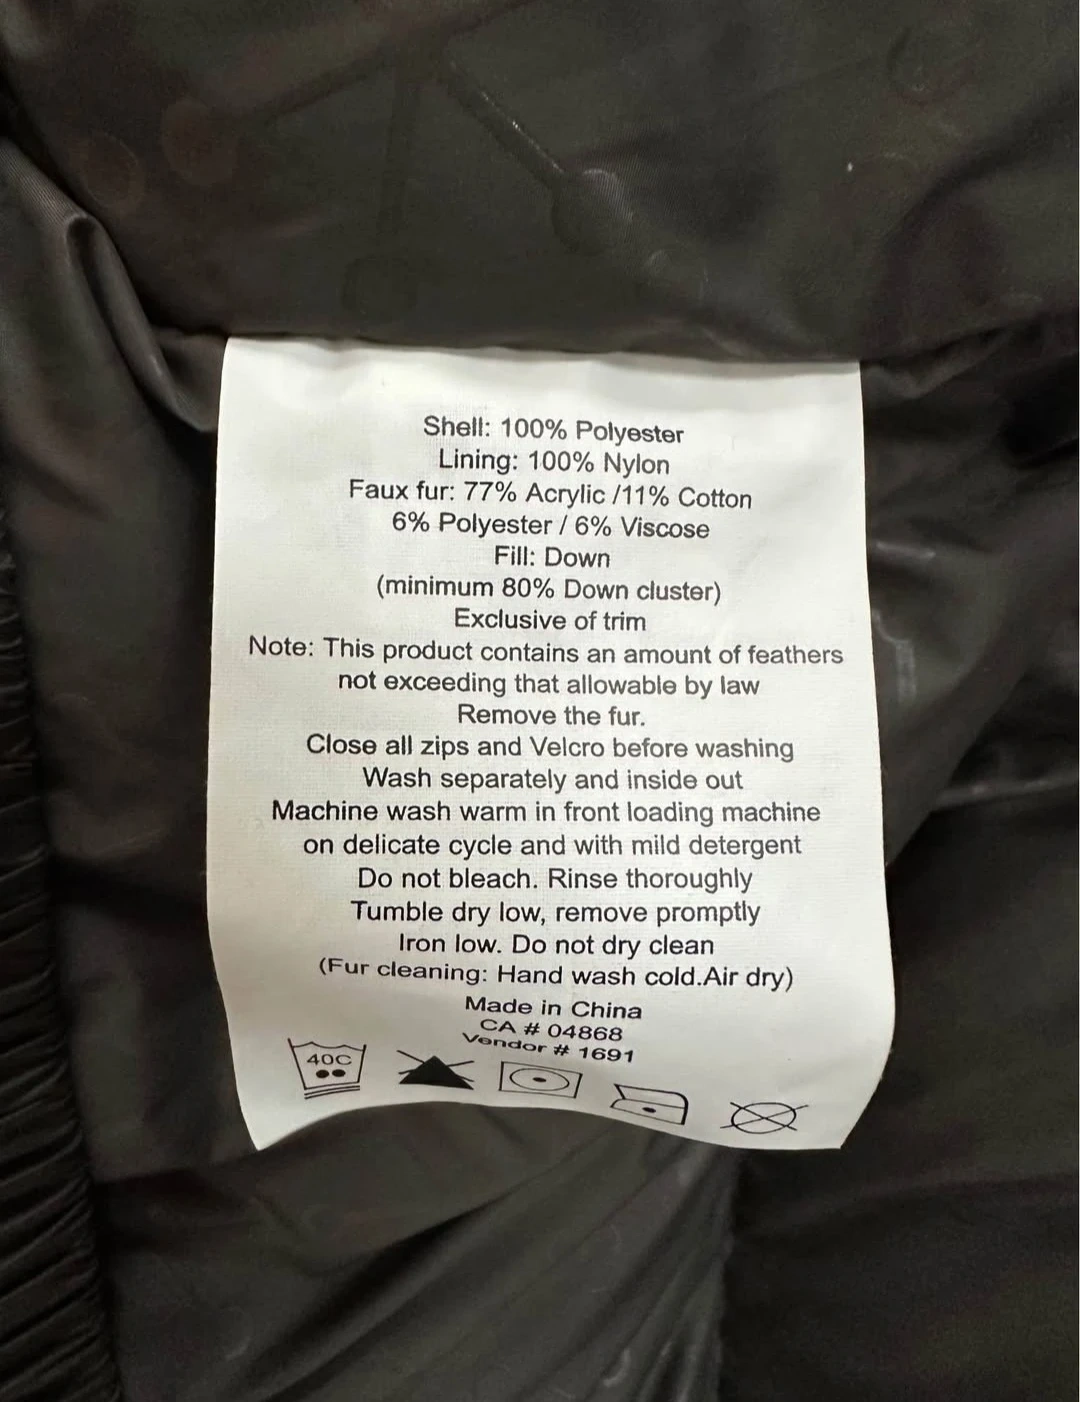 Shell: 100% Polyester
Lining: 100% Nylon
Faux fur: 77% Acrylic /11% Cotton
6% Polyester / 6% Viscose
Fill: Down
(minimum 80% Down cluster)
Exclusive of trim
Note: This product contains an amount of feathers
not exceeding that allowable by law
Remove the fur.
Close all zips and Velcro before washing
Wash separately and inside out
Machine wash warm in front loading machine
on delicate cycle and with mild detergent
Do not bleach. Rinse thoroughly
Tumble dry low, remove promptly
Iron low. Do not dry clean
(Fur cleaning: Hand wash cold.Air dry)
Made in China
CA # 04868
Vendor # 1691
40C